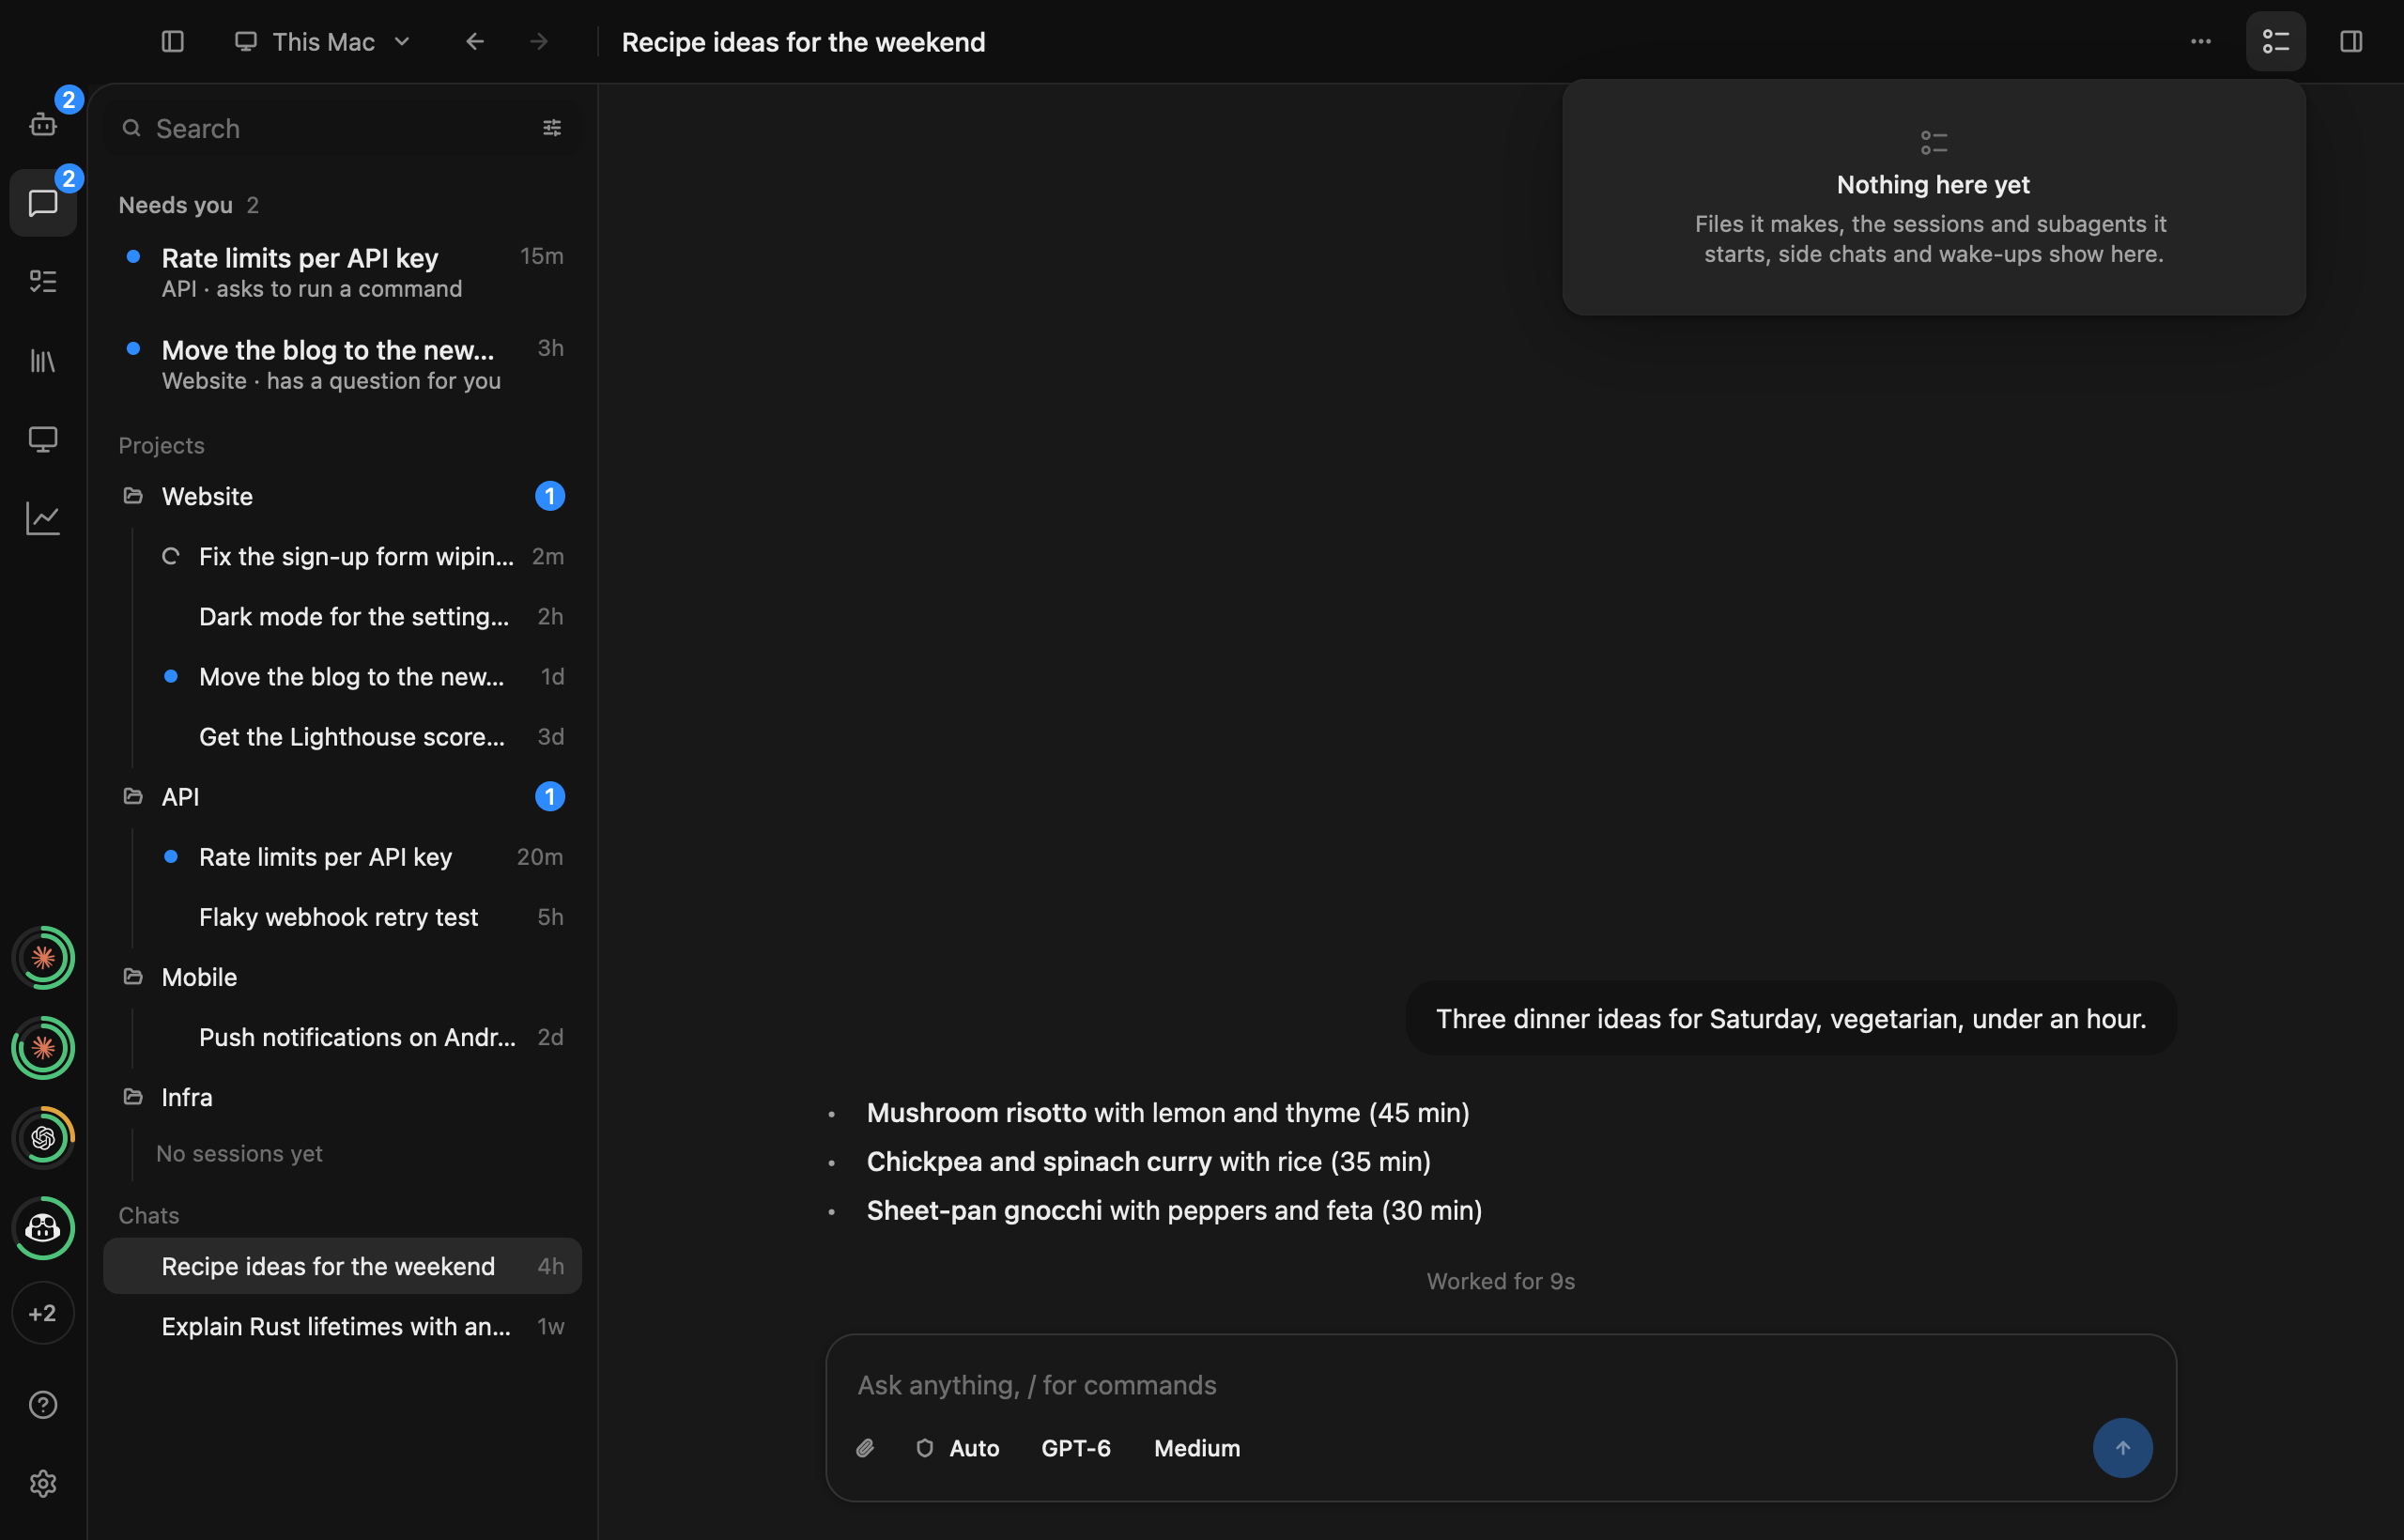 This Mac
Recipe ideas for the weekend
2
2
Search
Needs you 2
Rate limits per API key 15m
API · asks to run a command
Move the blog to the new... 3h
Website · has a question for you
Projects
Website 1
Fix the sign-up form wipin... 2m
Dark mode for the setting... 2h
Move the blog to the new... 1d
Get the Lighthouse score... 3d
API 1
Rate limits per API key 20m
Flaky webhook retry test 5h
Mobile
Push notifications on Andr... 2d
Infra
No sessions yet
Chats
Recipe ideas for the weekend 4h
Explain Rust lifetimes with an... 1w
+2
Nothing here yet
Files it makes, the sessions and subagents it
starts, side chats and wake-ups show here.
Three dinner ideas for Saturday, vegetarian, under an hour.
• Mushroom risotto with lemon and thyme (45 min)
• Chickpea and spinach curry with rice (35 min)
• Sheet-pan gnocchi with peppers and feta (30 min)
Worked for 9s
Ask anything, / for commands
Auto GPT-6 Medium